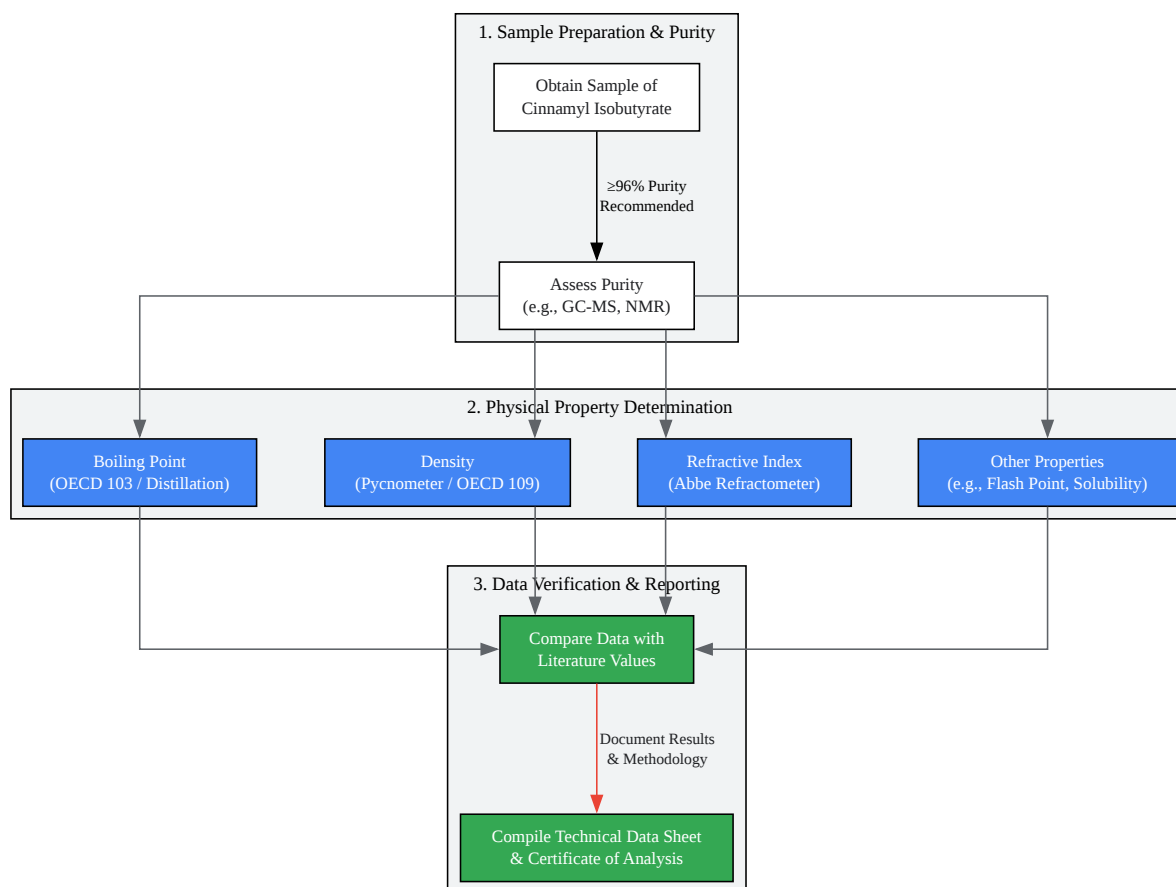 1. Sample Preparation & Purity
Obtain Sample of
Cinnamyl Isobutyrate
≥96% Purity
Recommended
Assess Purity
(e.g., GC-MS, NMR)
2. Physical Property Determination
Boiling Point
(OECD 103 / Distillation)
Density
(Pycnometer / OECD 109)
Refractive Index
(Abbe Refractometer)
Other Properties
(e.g., Flash Point, Solubility)
3. Data Verification & Reporting
Compare Data with
Literature Values
Document Results
& Methodology
Compile Technical Data Sheet
& Certificate of Analysis